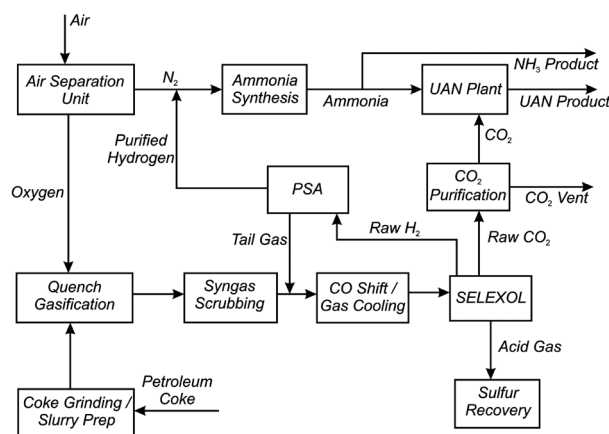 Air
Air Separation
Unit
N₂
Ammonia
Synthesis
Ammonia
UAN Plant
NH₃ Product
UAN Product
Purified
Hydrogen
CO₂
Oxygen
PSA
CO₂
Purification
CO₂ Vent
Tail Gas
Raw H₂
Raw CO₂
Quench
Gasification
Syngas
Scrubbing
CO Shift /
Gas Cooling
SELEXOL
Acid Gas
Coke Grinding /
Slurry Prep
Petroleum
Coke
Sulfur
Recovery